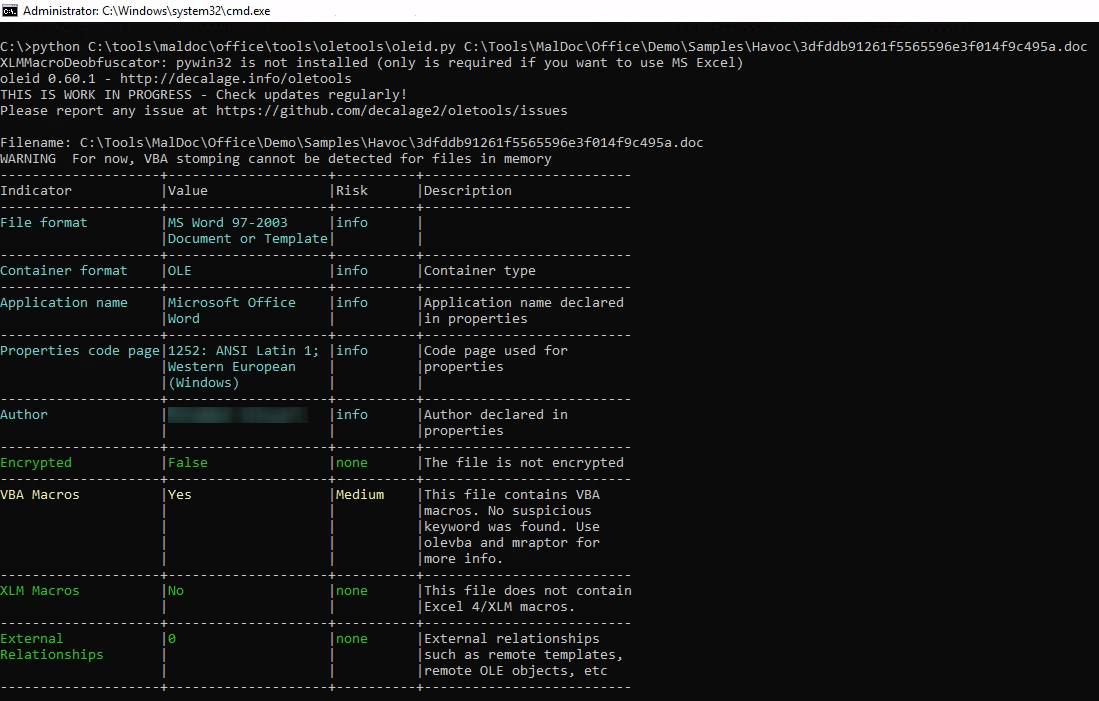 Administrator: C:\Windows\system32\cmd.exe
C:\>python C:\tools\maldoc\office\tools\oletools\oleid.py C:\Tools\MalDoc\Office\Demo\Samples\Havoc\3dfddb91261f5565596e3f014f9c495a.doc
XLMMacroDeobfuscator: pywin32 is not installed (only is required if you want to use MS Excel)
oleid 0.60.1 - http://decalage.info/oletools
THIS IS WORK IN PROGRESS - Check updates regularly!
Please report any issue at https://github.com/decalage2/oletools/issues

Filename: C:\Tools\MalDoc\Office\Demo\Samples\Havoc\3dfddb91261f5565596e3f014f9c495a.doc
WARNING  For now, VBA stomping cannot be detected for files in memory
--------------------+--------------------+----------+--------------------------
Indicator           |Value               |Risk      |Description
--------------------+--------------------+----------+--------------------------
File format         |MS Word 97-2003     |info      |
                    |Document or Template|          |
--------------------+--------------------+----------+--------------------------
Container format    |OLE                 |info      |Container type
--------------------+--------------------+----------+--------------------------
Application name    |Microsoft Office    |info      |Application name declared
                    |Word                |          |in properties
--------------------+--------------------+----------+--------------------------
Properties code page|1252: ANSI Latin 1; |info      |Code page used for
                    |Western European    |          |properties
                    |(Windows)           |          |
--------------------+--------------------+----------+--------------------------
Author              |                    |info      |Author declared in
                    |                    |          |properties
--------------------+--------------------+----------+--------------------------
Encrypted           |False               |none      |The file is not encrypted
--------------------+--------------------+----------+--------------------------
VBA Macros          |Yes                 |Medium    |This file contains VBA
                    |                    |          |macros. No suspicious
                    |                    |          |keyword was found. Use
                    |                    |          |olevba and mraptor for
                    |                    |          |more info.
--------------------+--------------------+----------+--------------------------
XLM Macros          |No                  |none      |This file does not contain
                    |                    |          |Excel 4/XLM macros.
--------------------+--------------------+----------+--------------------------
External            |0                   |none      |External relationships
Relationships       |                    |          |such as remote templates,
                    |                    |          |remote OLE objects, etc
--------------------+--------------------+----------+--------------------------